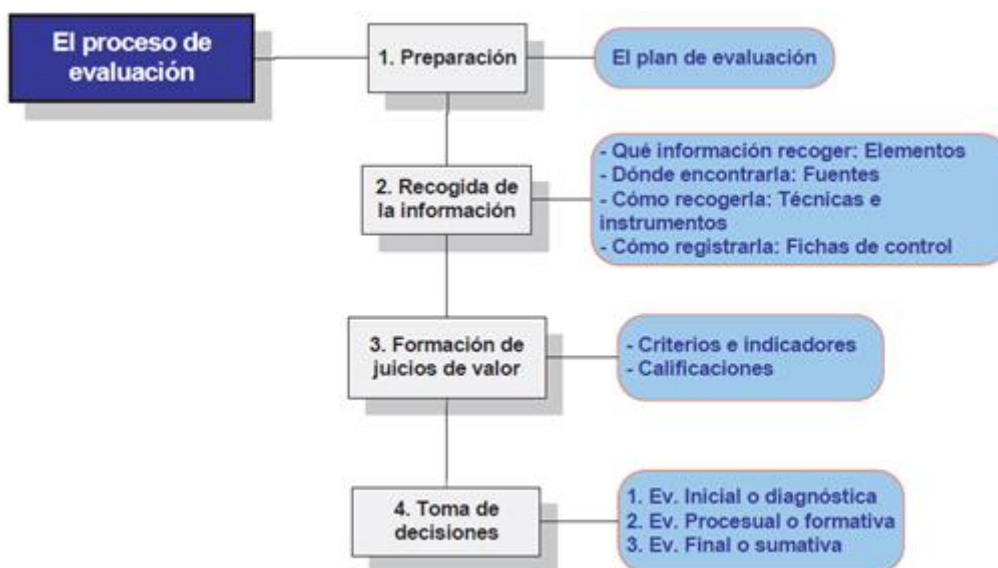 El proceso de
evaluación
1. Preparación
El plan de evaluación
2. Recogida de
la información
- Qué información recoger: Elementos
- Dónde encontrarla: Fuentes
- Cómo recogerla: Técnicas e
instrumentos
- Cómo registrarla: Fichas de control
3. Formación de
juicios de valor
- Criterios e indicadores
- Calificaciones
4. Toma de
decisiones
1. Ev. Inicial o diagnóstica
2. Ev. Procesual o formativa
3. Ev. Final o sumativa